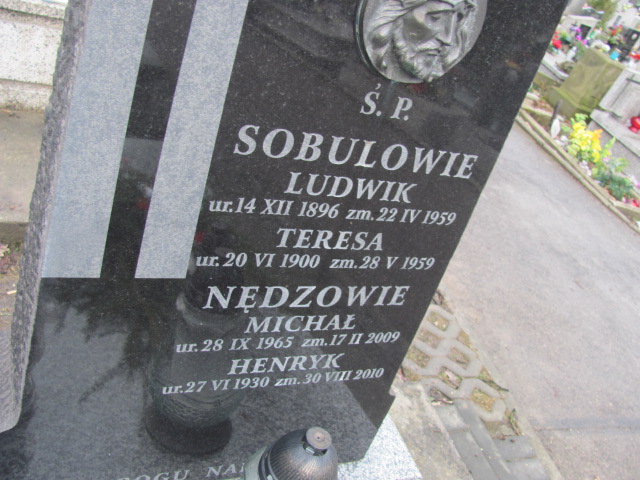 Ś. P.
SOBULOWIE
LUDWIK
ur. 14 XII 1896 zm. 22 IV 1959
TERESA
ur. 20 VI 1900 zm. 28 V 1959
NĘDZOWIE
MICHAŁ
ur. 28 IX 1965 zm. 17 II 2009
HENRYK
ur. 27 VI 1930 zm. 30 VIII 2010
BOGU